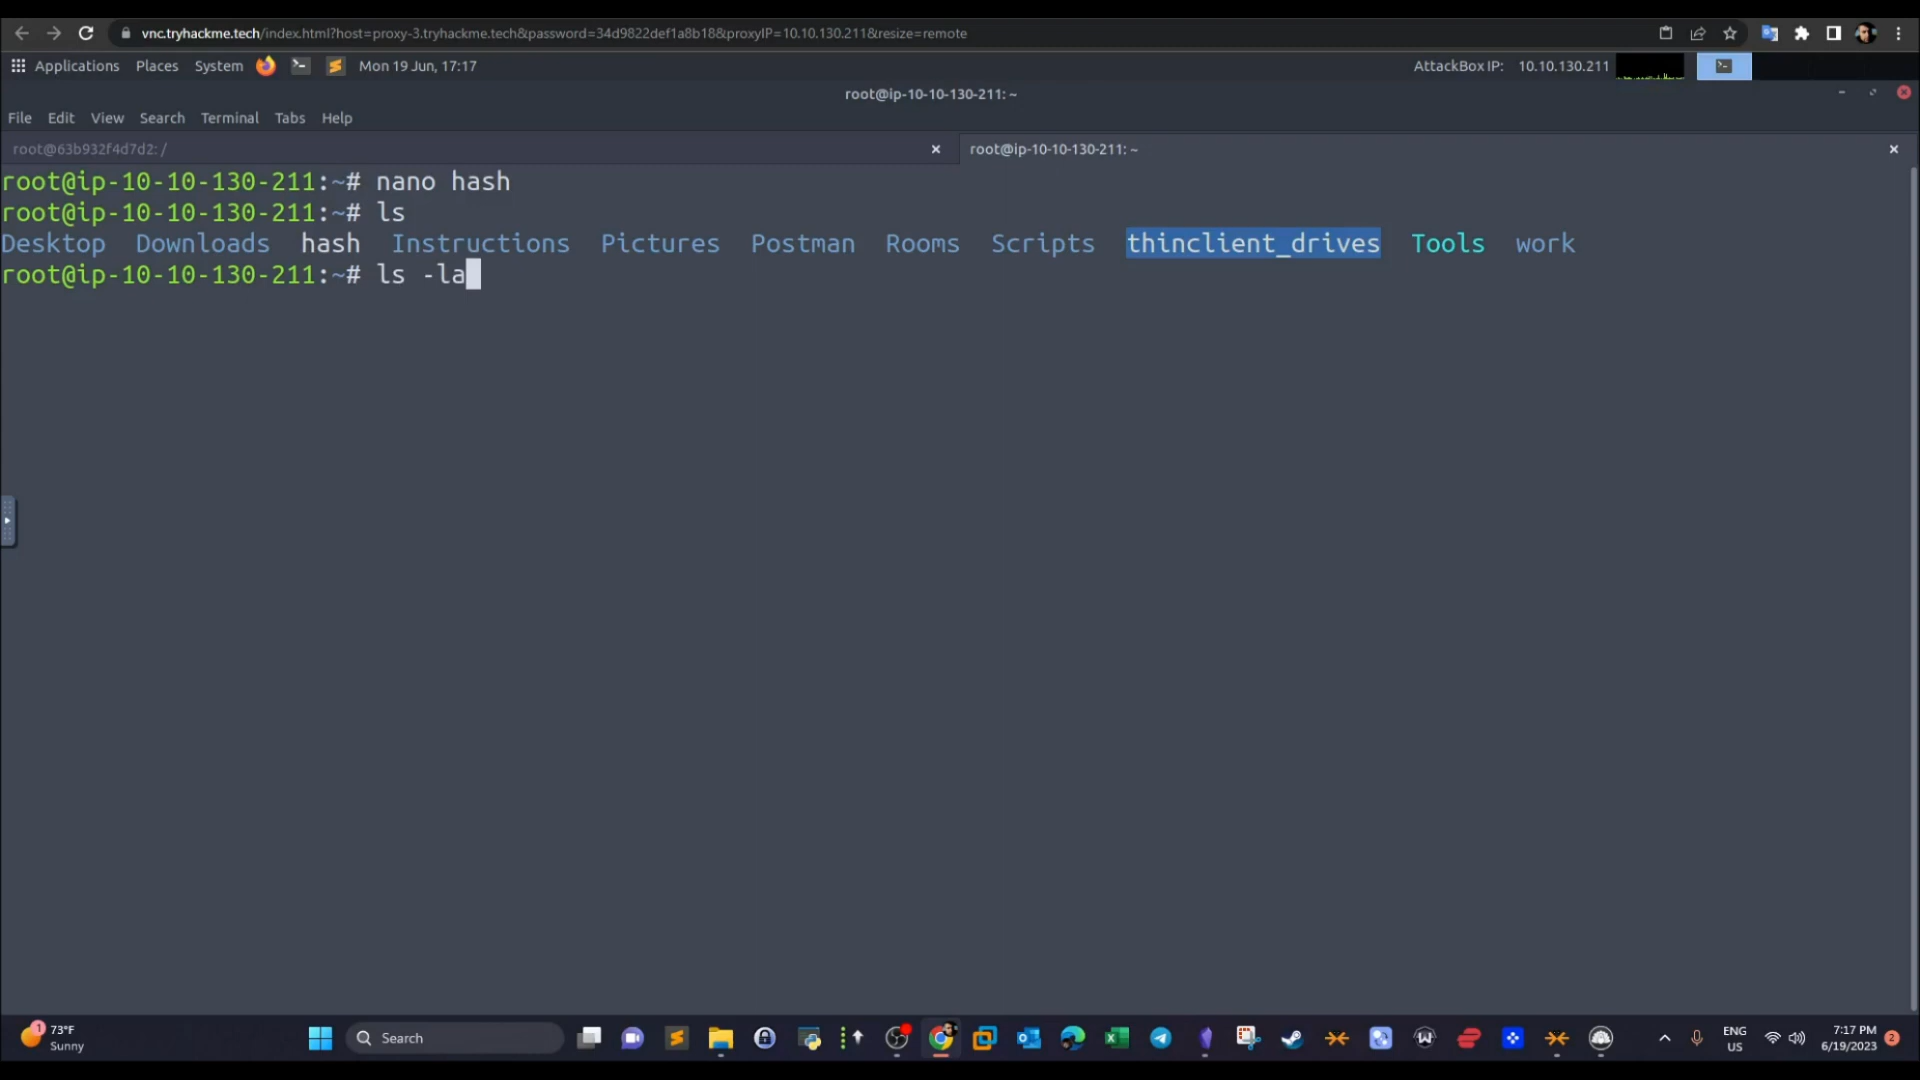 vnc.tryhackme.tech/index.html?host=proxy-3.tryhackme.tech&password=34d9822def1a8b18&proxyIP=10.10.130.211&resize=remote
Applications Places System Mon 19 Jun, 17:17 AttackBox IP: 10.10.130.211
root@ip-10-10-130-211: ~
File Edit View Search Terminal Tabs Help
root@63b932f4d7d2: / root@ip-10-10-130-211: ~
root@ip-10-10-130-211:~# nano hash
root@ip-10-10-130-211:~# ls
Desktop Downloads hash Instructions Pictures Postman Rooms Scripts thinclient_drives Tools work
root@ip-10-10-130-211:~# ls -la
1 73°F
Sunny
Search
ENG
US
7:17 PM
6/19/2023
2